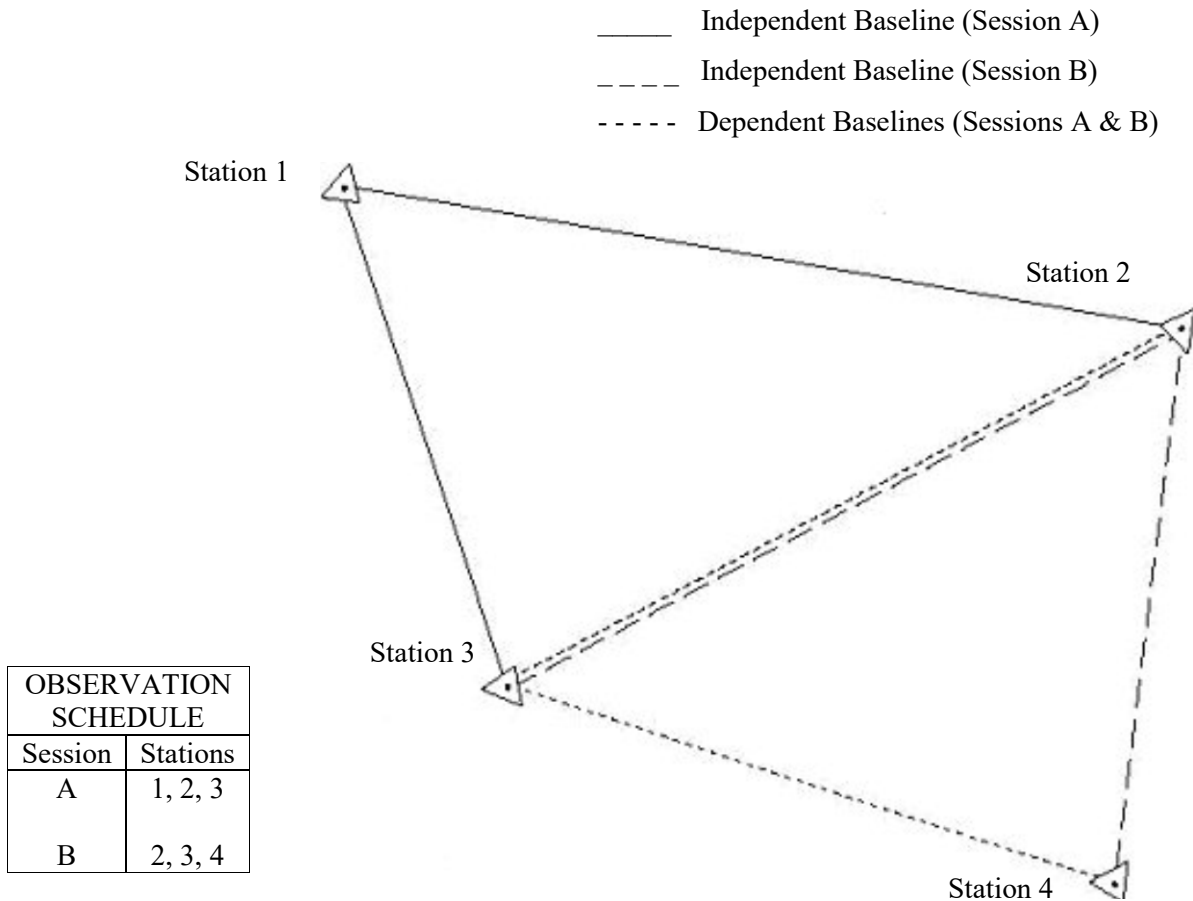 _____ Independent Baseline (Session A)
_ _ _ _ Independent Baseline (Session B)
- - - - - Dependent Baselines (Sessions A & B)
Station 1
Station 2
Station 3
OBSERVATION
SCHEDULE
Session Stations
A 1, 2, 3
B 2, 3, 4
Station 4